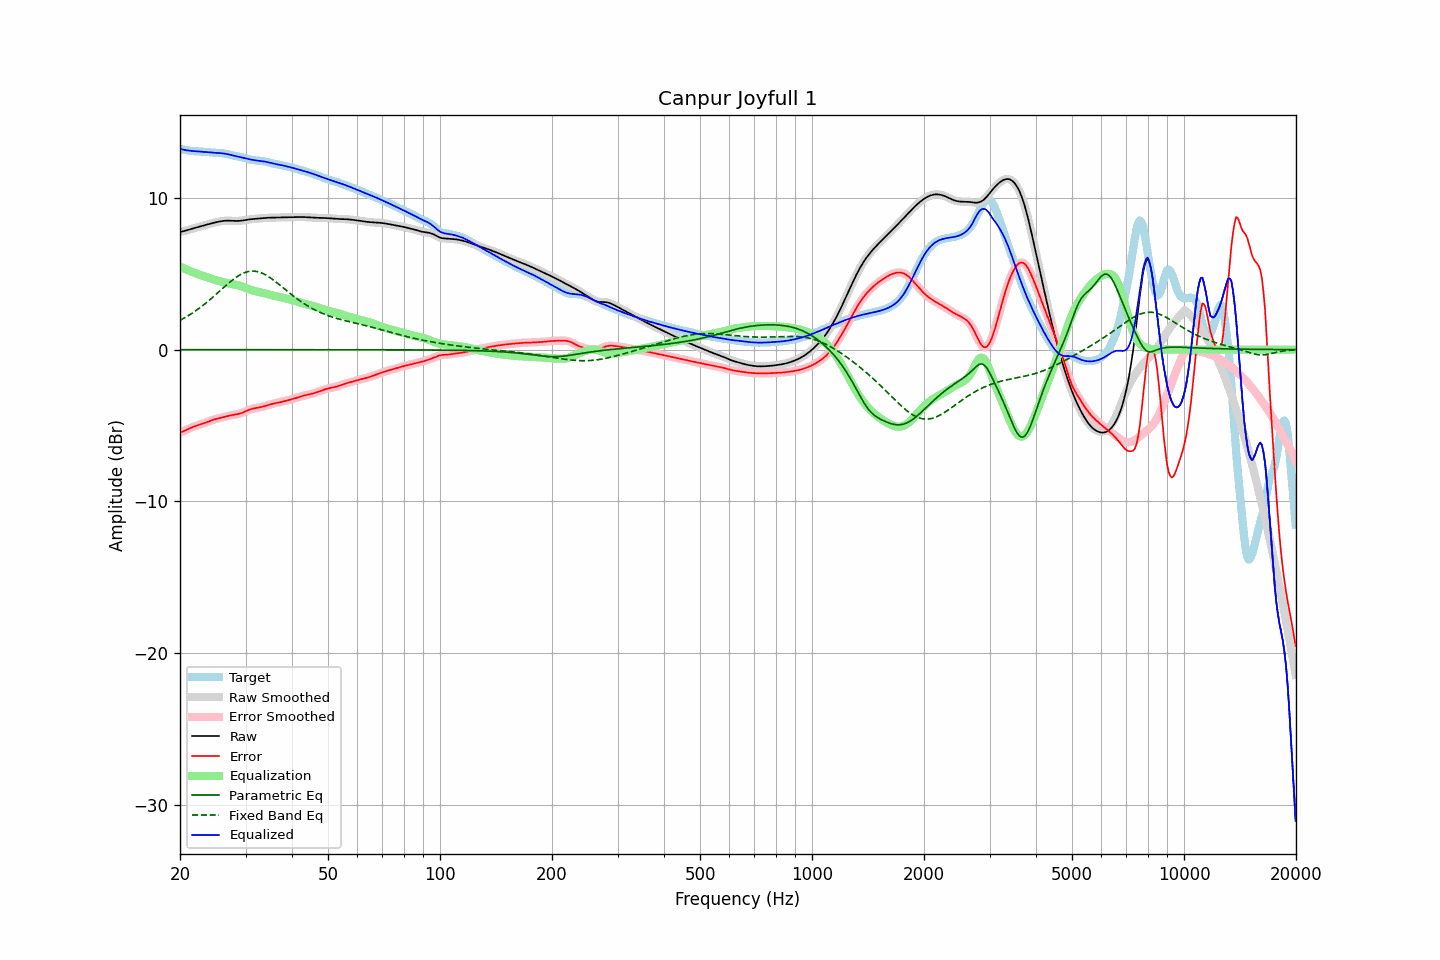 Canpur Joyfull 1
Amplitude (dBr)
10
0
−10
−20
−30
Target
Raw Smoothed
Error Smoothed
Raw
Error
Equalization
Parametric Eq
Fixed Band Eq
Equalized
20 50 100 200 500 1000 2000 5000 10000 20000
Frequency (Hz)